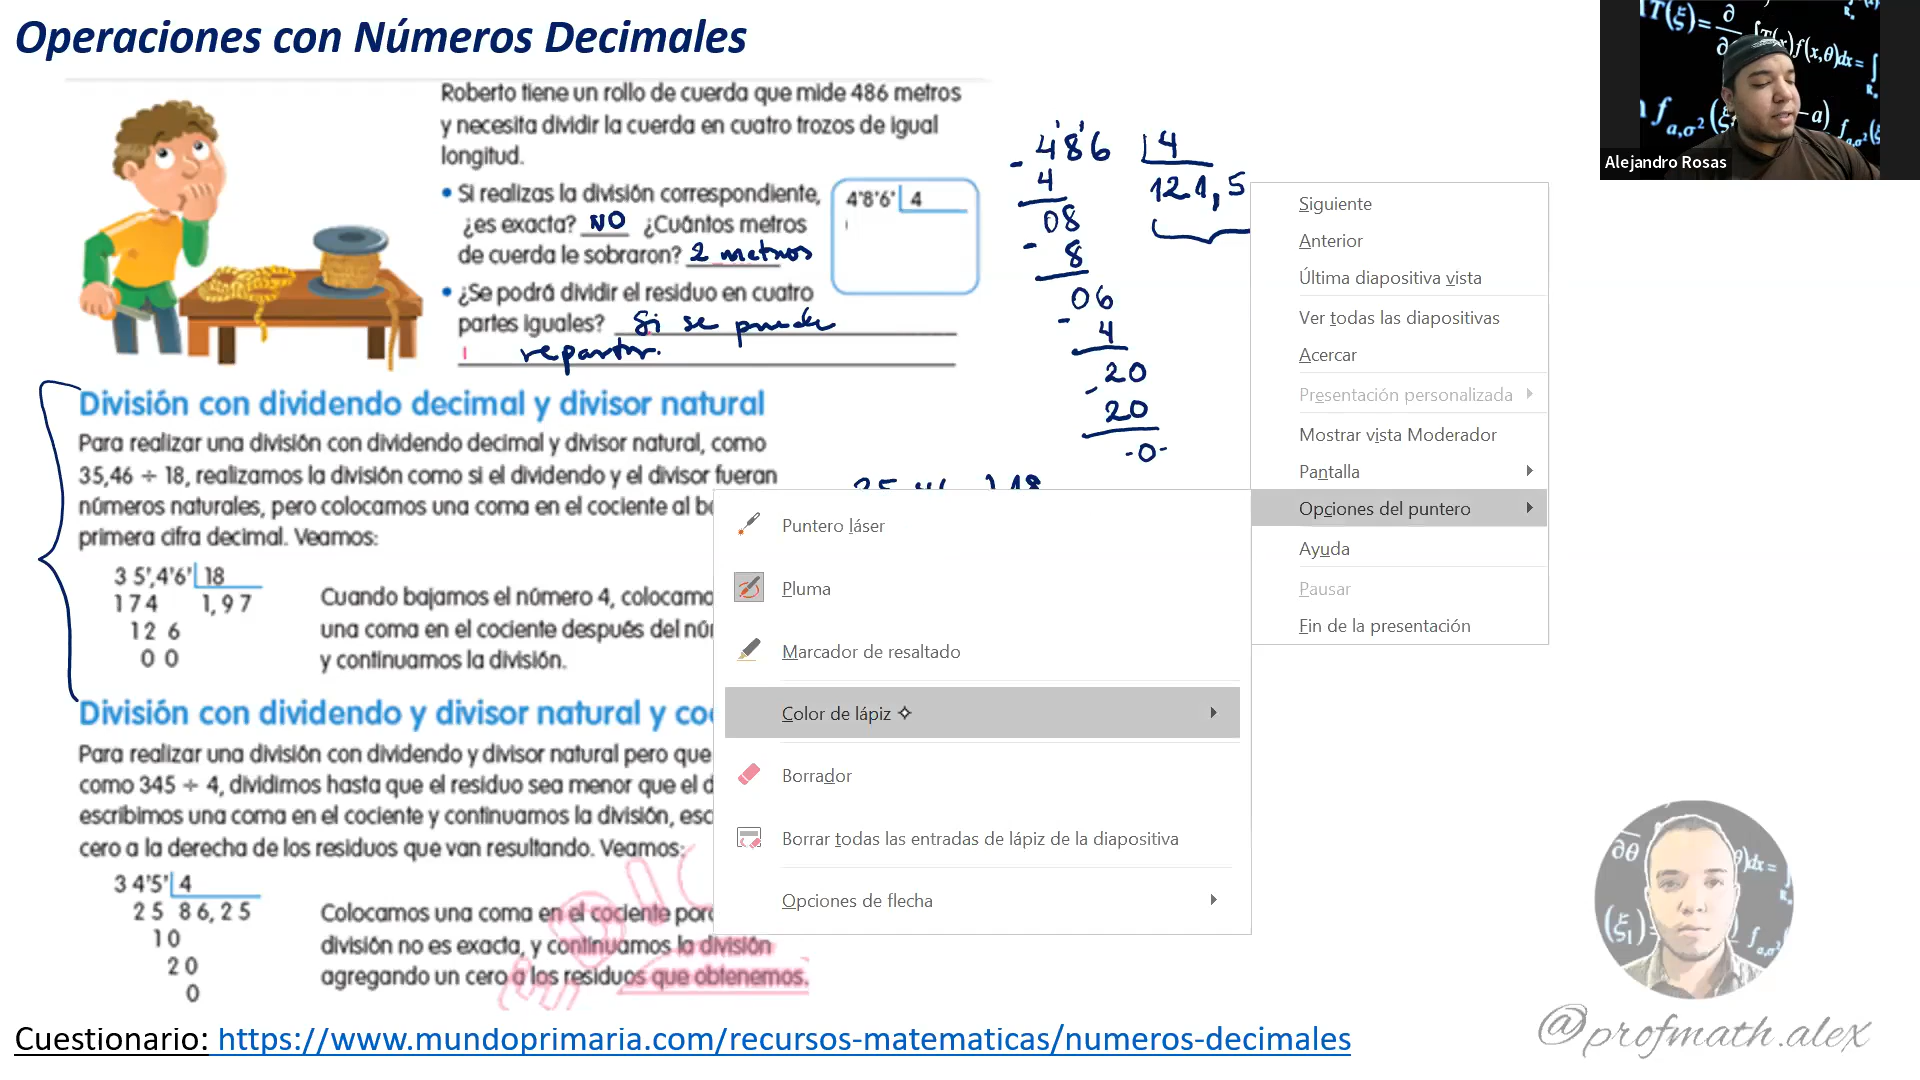 Operaciones con Números Decimales
Roberto tiene un rollo de cuerda que mide 486 metros
y necesita dividir la cuerda en cuatro trozos de igual
longitud.
• Si realizas la división correspondiente,
¿es exacta? NO ¿Cuántos metros
de cuerda le sobraron? 2 metros
• ¿Se podrá dividir el residuo en cuatro
partes iguales? Si se puede
repartir.
4'8'6' 4
- 486 4
4 121,5
08
- 8
06
- 4
20
- 20
-0-
35,46 18
División con dividendo decimal y divisor natural
Para realizar una división con dividendo decimal y divisor natural, como
35,46 ÷ 18, realizamos la división como si el dividendo y el divisor fueran
números naturales, pero colocamos una coma en el cociente al
primera cifra decimal. Veamos:
3 5',4'6' 18
1 7 4 1,9 7
1 2 6
0 0
Cuando bajamos el número 4,
una coma en el cociente después del
y continuamos la división.
División con dividendo y divisor natural y
Para realizar una división con dividendo y divisor natural pero que
como 345 ÷ 4, dividimos hasta que el residuo sea menor que el
escribimos una coma en el cociente y continuamos la división,
cero a la derecha de los residuos que van resultando. Veamos:
3 4'5' 4
2 5 8 6, 2 5
1 0
2 0
0
Colocamos una coma en el cociente
división no es exacta, y continuamos la división
agregando un cero a los residuos que obtenemos.
Cuestionario: https://www.mundoprimaria.com/recursos-matematicas/numeros-decimales
Siguiente
Anterior
Última diapositiva vista
Ver todas las diapositivas
Acercar
Presentación personalizada
Mostrar vista Moderador
Pantalla
Opciones del puntero
Ayuda
Pausar
Fin de la presentación
Puntero láser
Pluma
Marcador de resaltado
Color de lápiz
Borrador
Borrar todas las entradas de lápiz de la diapositiva
Opciones de flecha
Alejandro Rosas
@profmath.alex